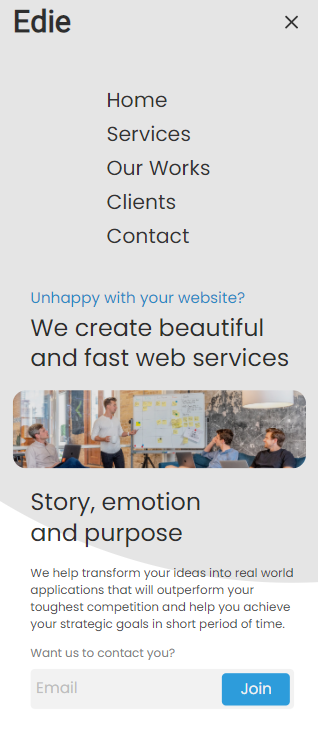 Edie
Home
Services
Our Works
Clients
Contact
Unhappy with your website?
We create beautiful
and fast web services
Story, emotion
and purpose
We help transform your ideas into real world
applications that will outperform your
toughest competition and help you achieve
your strategic goals in short period of time.
Want us to contact you?
Email
Join